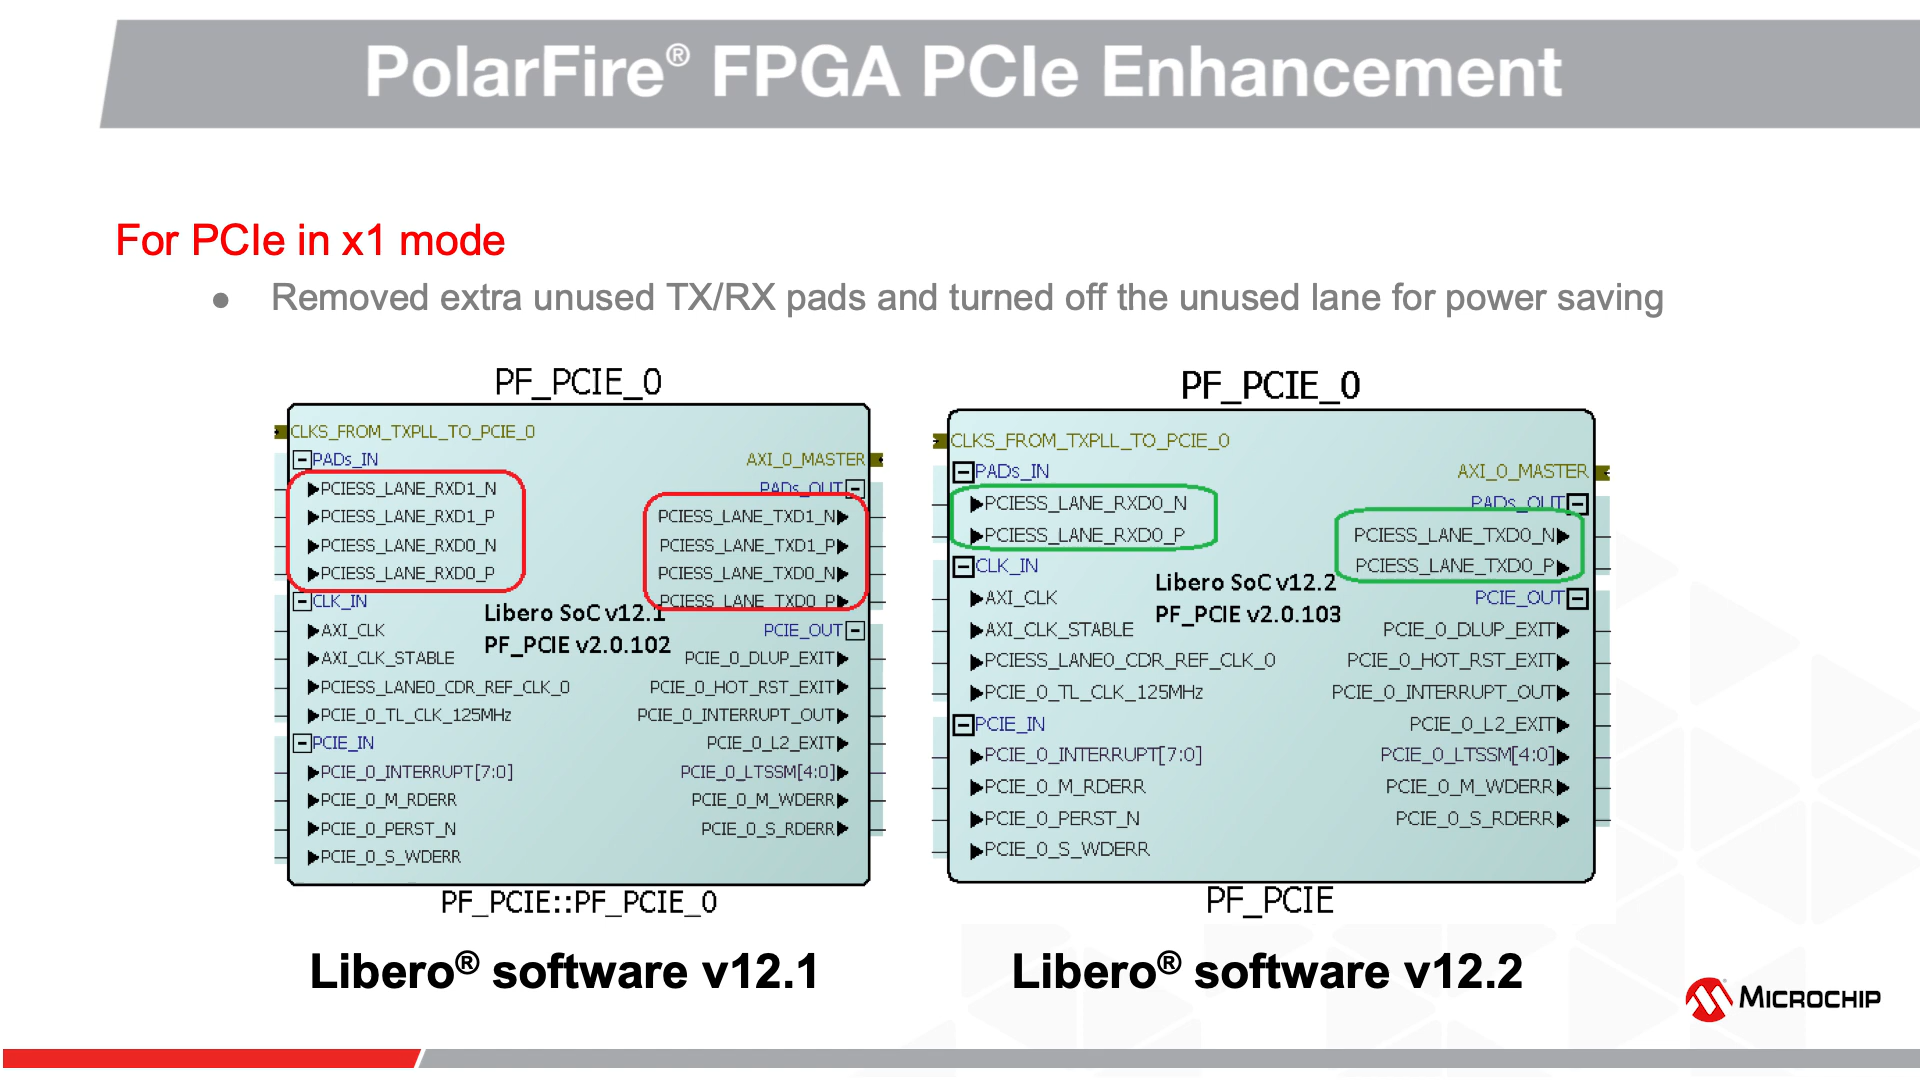 PolarFire® FPGA PCIe Enhancement
For PCIe in x1 mode
● Removed extra unused TX/RX pads and turned off the unused lane for power saving
PF_PCIE_0
CLKS_FROM_TXPLL_TO_PCIE_0
PADs_IN
AXI_0_MASTER
PCIESS_LANE_RXD1_N
PADs_OUT
PCIESS_LANE_RXD1_P
PCIESS_LANE_TXD1_N
PCIESS_LANE_RXD0_N
PCIESS_LANE_TXD1_P
PCIESS_LANE_RXD0_P
PCIESS_LANE_TXD0_N
CLK_IN
PCIESS_LANE_TXD0_P
Libero SoC v12.1
AXI_CLK
PCIE_OUT
PF_PCIE v2.0.102
AXI_CLK_STABLE
PCIE_0_DLUP_EXIT
PCIESS_LANE0_CDR_REF_CLK_0
PCIE_0_HOT_RST_EXIT
PCIE_0_TL_CLK_125MHz
PCIE_0_INTERRUPT_OUT
PCIE_IN
PCIE_0_L2_EXIT
PCIE_0_INTERRUPT[7:0]
PCIE_0_LTSSM[4:0]
PCIE_0_M_RDERR
PCIE_0_M_WDERR
PCIE_0_PERST_N
PCIE_0_S_RDERR
PCIE_0_S_WDERR
PF_PCIE::PF_PCIE_0
Libero® software v12.1
PF_PCIE_0
CLKS_FROM_TXPLL_TO_PCIE_0
PADs_IN
AXI_0_MASTER
PCIESS_LANE_RXD0_N
PADs_OUT
PCIESS_LANE_RXD0_P
PCIESS_LANE_TXD0_N
CLK_IN
PCIESS_LANE_TXD0_P
Libero SoC v12.2
AXI_CLK
PCIE_OUT
PF_PCIE v2.0.103
AXI_CLK_STABLE
PCIE_0_DLUP_EXIT
PCIESS_LANE0_CDR_REF_CLK_0
PCIE_0_HOT_RST_EXIT
PCIE_0_TL_CLK_125MHz
PCIE_0_INTERRUPT_OUT
PCIE_IN
PCIE_0_L2_EXIT
PCIE_0_INTERRUPT[7:0]
PCIE_0_LTSSM[4:0]
PCIE_0_M_RDERR
PCIE_0_M_WDERR
PCIE_0_PERST_N
PCIE_0_S_RDERR
PCIE_0_S_WDERR
PF_PCIE
Libero® software v12.2
MICROCHIP